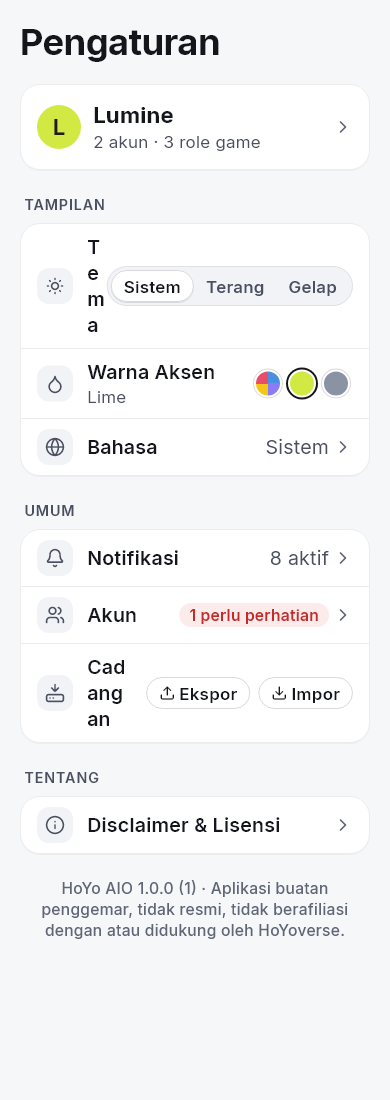 Pengaturan
L
Lumine
2 akun · 3 role game
TAMPILAN
T
e
m
a
Sistem Terang Gelap
Warna Aksen
Lime
Bahasa Sistem
UMUM
Notifikasi 8 aktif
Akun 1 perlu perhatian
Cad
ang
an
Ekspor Impor
TENTANG
Disclaimer & Lisensi
HoYo AIO 1.0.0 (1) · Aplikasi buatan
penggemar, tidak resmi, tidak berafiliasi
dengan atau didukung oleh HoYoverse.